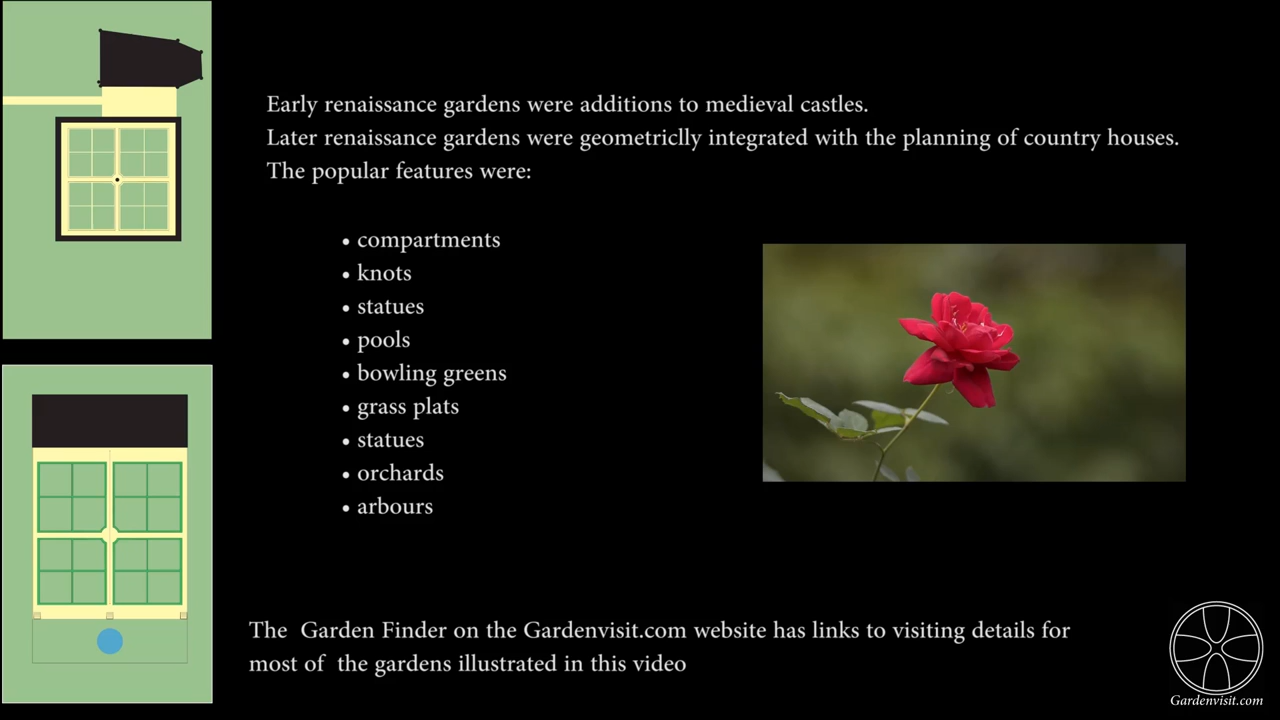 Early renaissance gardens were additions to medieval castles.
Later renaissance gardens were geometriclly integrated with the planning of country houses.
The popular features were:
• compartments
• knots
• statues
• pools
• bowling greens
• grass plats
• statues
• orchards
• arbours
The Garden Finder on the Gardenvisit.com website has links to visiting details for
most of the gardens illustrated in this video
Gardenvisit.com